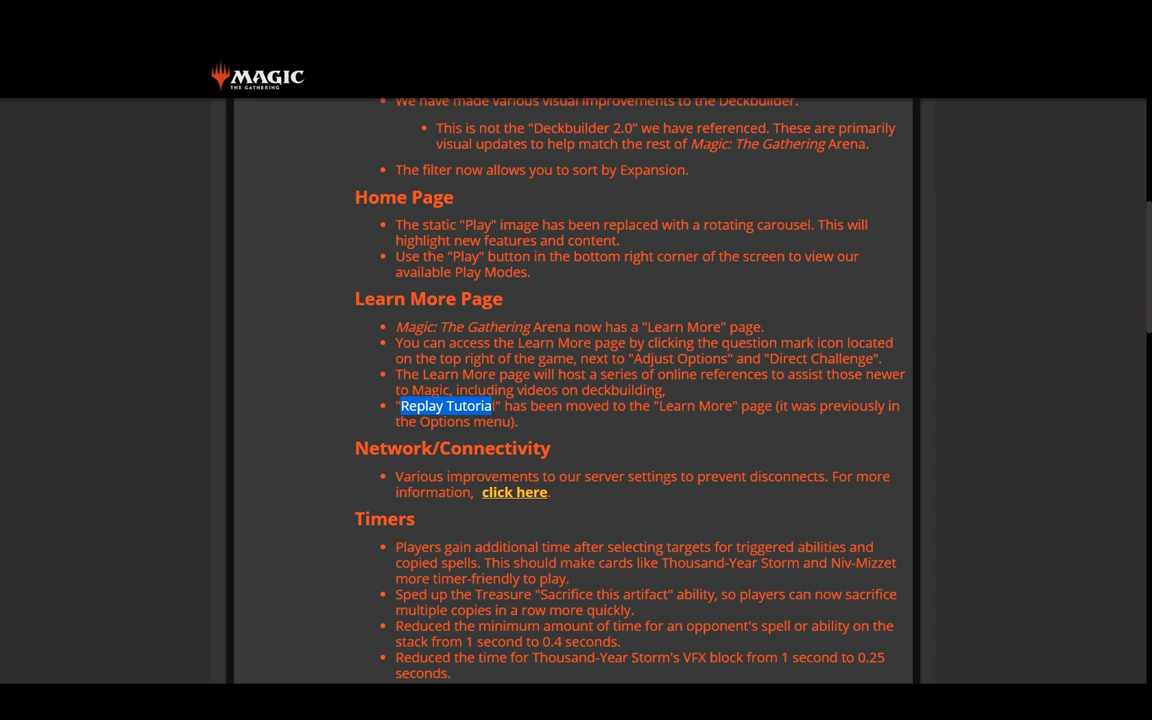 MAGIC
THE GATHERING
We have made various visual improvements to the Deckbuilder.
This is not the "Deckbuilder 2.0" we have referenced. These are primarily
visual updates to help match the rest of Magic: The Gathering Arena.
The filter now allows you to sort by Expansion.
Home Page
The static "Play" image has been replaced with a rotating carousel. This will
highlight new features and content.
Use the "Play" button in the bottom right corner of the screen to view our
available Play Modes.
Learn More Page
Magic: The Gathering Arena now has a "Learn More" page.
You can access the Learn More page by clicking the question mark icon located
on the top right of the game, next to "Adjust Options" and "Direct Challenge".
The Learn More page will host a series of online references to assist those newer
to Magic, including videos on deckbuilding,
"Replay Tutorial" has been moved to the "Learn More" page (it was previously in
the Options menu).
Network/Connectivity
Various improvements to our server settings to prevent disconnects. For more
information, click here.
Timers
Players gain additional time after selecting targets for triggered abilities and
copied spells. This should make cards like Thousand-Year Storm and Niv-Mizzet
more timer-friendly to play.
Sped up the Treasure "Sacrifice this artifact" ability, so players can now sacrifice
multiple copies in a row more quickly.
Reduced the minimum amount of time for an opponent's spell or ability on the
stack from 1 second to 0.4 seconds.
Reduced the time for Thousand-Year Storm's VFX block from 1 second to 0.25
seconds.